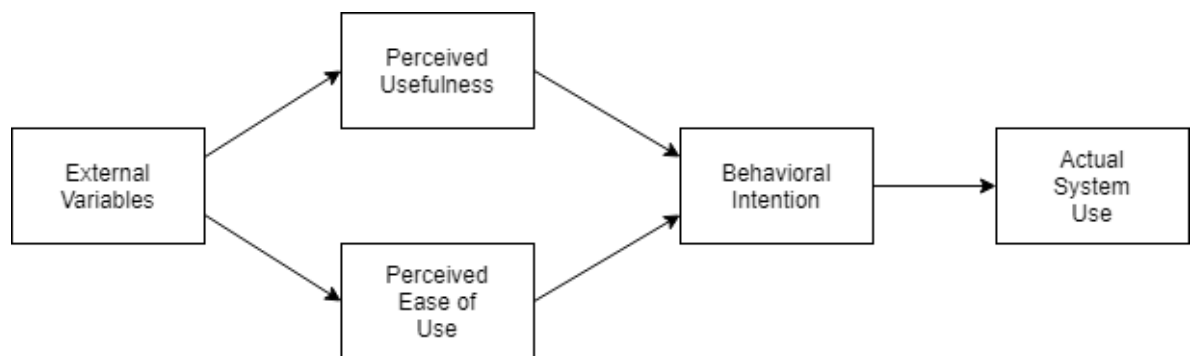 Perceived
Usefulness
External
Variables
Behavioral
Intention
Actual
System
Use
Perceived
Ease of
Use